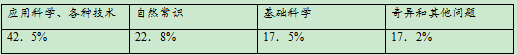 应用科学、各种技术 自然常识 基础科学 奇异和其他问题
42．5% 22．8% 17．5% 17．2%